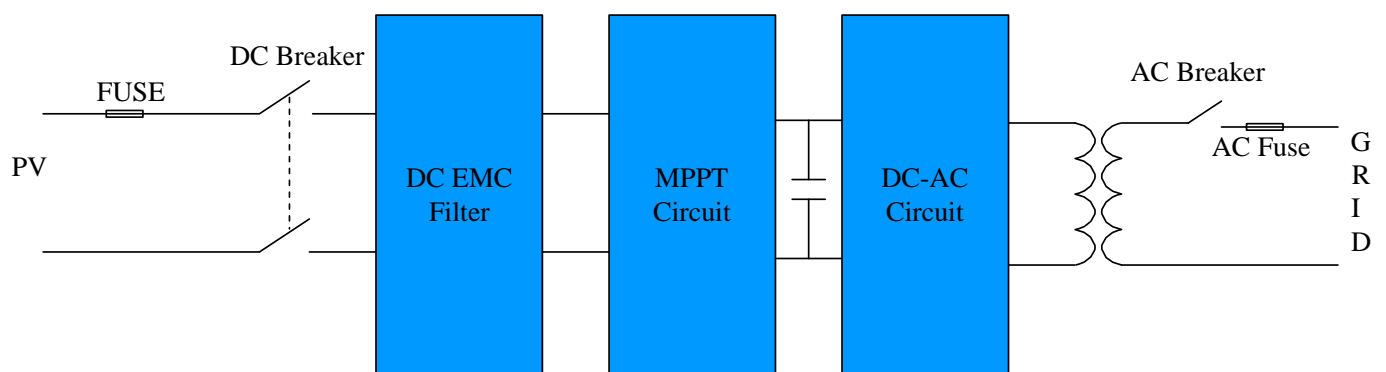 PV
FUSE
DC Breaker
DC EMC
Filter
MPPT
Circuit
DC-AC
Circuit
AC Breaker
AC Fuse
G
R
I
D